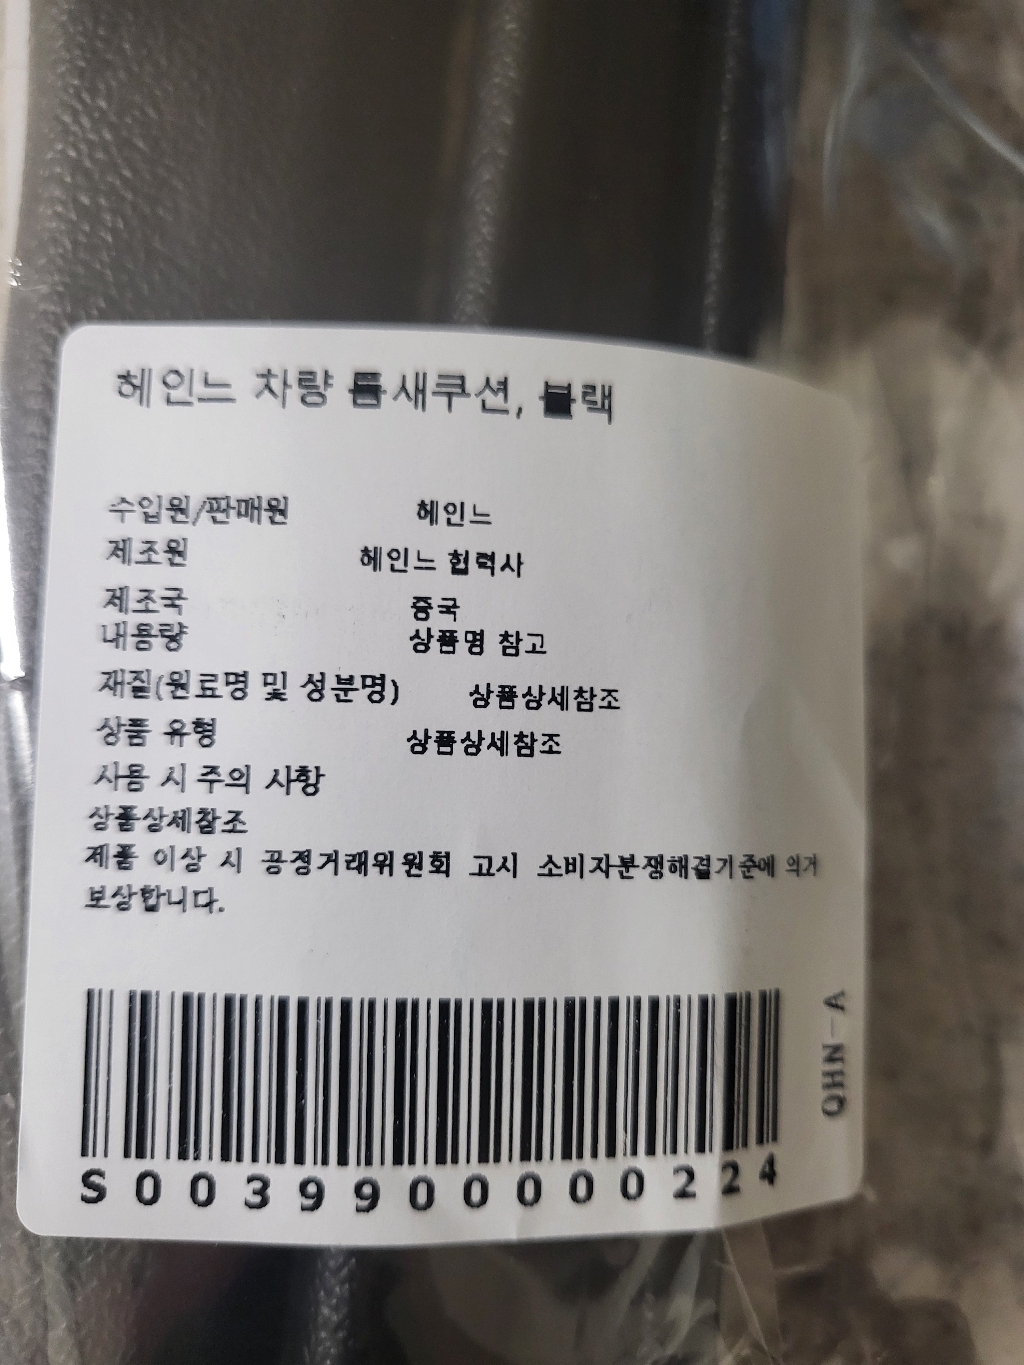 헤인느 차량 틈새쿠션, 블랙
수입원/판매원 헤인느
제조원 헤인느 협력사
제조국 중국
내용량 상품명 참고
재질(원료명 및 성분명) 상품상세참조
상품 유형 상품상세참조
사용 시 주의 사항
상품상세참조
제품 이상 시 공정거래위원회 고시 소비자분쟁해결기준에 의거
보상합니다.
S0039900000224
QHN-A